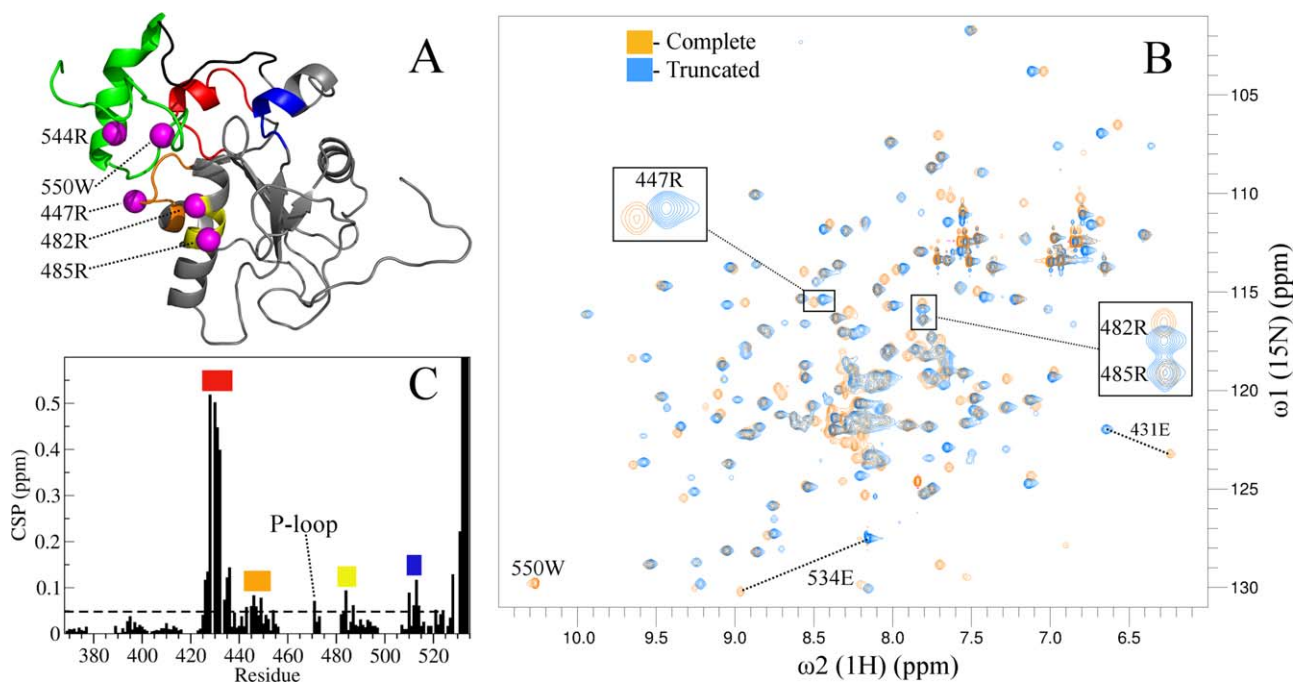 A
544R
550W
447R
482R
485R
C
0.5
0.4
0.3
0.2
0.1
0
CSP (ppm)
P-loop
380
400
420
440
460
480
500
520
Residue
B
- Complete
- Truncated
447R
482R
485R
431E
534E
550W
105
110
115
120
125
130
ω1 (15N) (ppm)
10.0
9.5
9.0
8.5
8.0
7.5
7.0
6.5
ω2 (1H) (ppm)